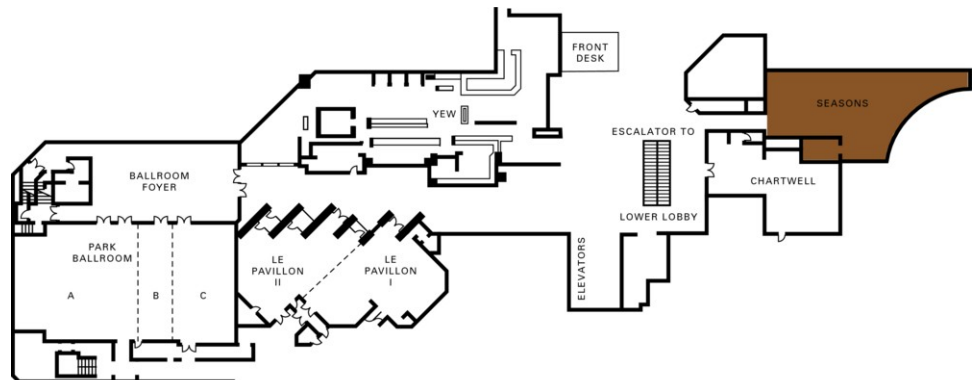 FRONT
DESK
SEASONS
YEW
ESCALATOR TO
BALLROOM
FOYER
CHARTWELL
LOWER LOBBY
PARK
BALLROOM
LE
PAVILLON
II
LE
PAVILLON
I
ELEVATORS
A
B
C